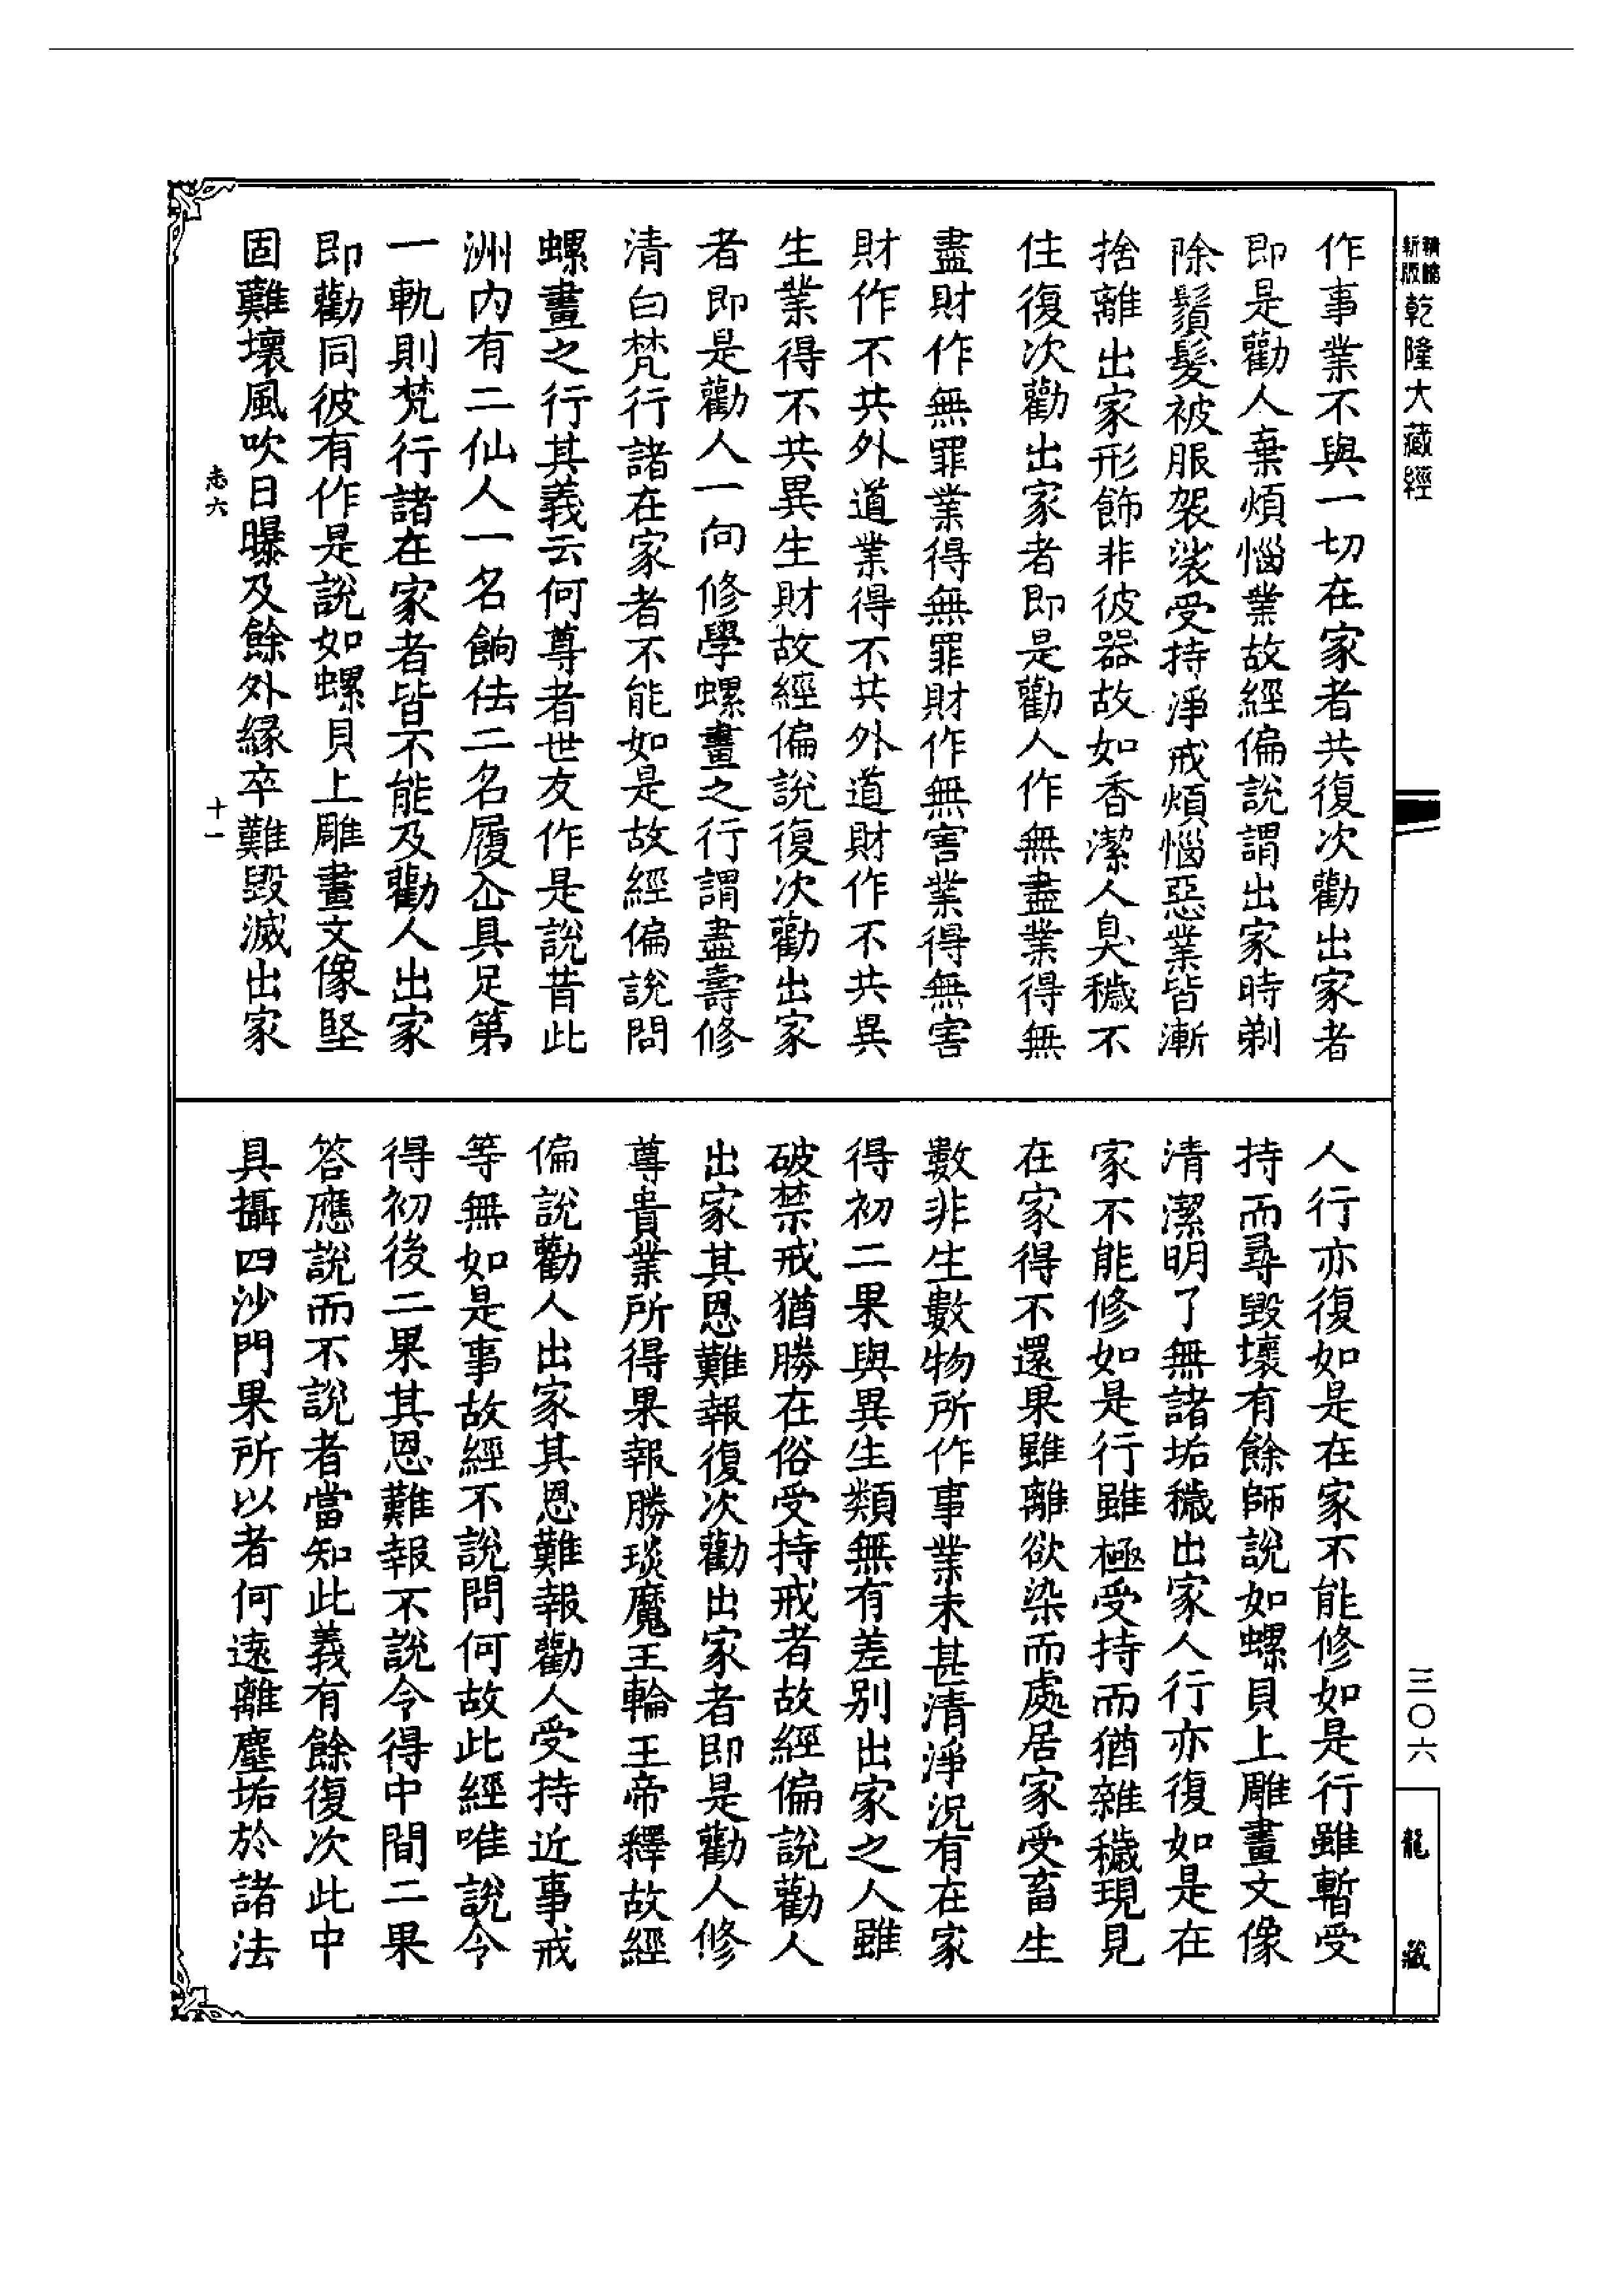 精縮
新版
乾隆大藏經
三〇六
龍藏
作事業不與一切在家者共復次勸出家者
即是勸人棄煩惱業故經偏說謂出家時剃
除鬚髮被服袈裟受持淨戒煩惱惡業皆漸
捨離出家形飾非彼器故如香潔人臭穢不
住復次勸出家者即是勸人作無盡業得無
盡財作無罪業得無罪財作無害業得無害
財作不共外道業得不共外道財作不共異
生業得不共異生財故經偏說復次勸出家
者即是勸人一向修學螺畫之行謂盡壽修
清白梵行諸在家者不能如是故經偏說問
螺畫之行其義云何尊者世友作是說昔此
洲內有二仙人一名餉佉二名履企具足第
一軌則梵行諸在家者皆不能及勸人出家
即勸同彼有作是說如螺貝上雕畫文像堅
固難壞風吹日曝及餘外緣卒難毀滅出家
志六
十一
人行亦復如是在家不能修如是行雖暫受
持而尋毀壞有餘師說如螺貝上雕畫文像
清潔明了無諸垢穢出家人行亦復如是在
家不能修如是行雖極受持而猶雜穢現見
在家得不還果雖離欲染而處居家受畜生
數非生數物所作事業未甚清淨況有在家
得初二果與異生類無有差別出家之人雖
破禁戒猶勝在俗受持戒者故經偏說勸人
出家其恩難報復次勸出家者即是勸人修
尊貴業所得果報勝琰魔王輪王帝釋故經
偏說勸人出家其恩難報勸人受持近事戒
等無如是事故經不說問何故此經唯說令
得初後二果其恩難報不說令得中間二果
答應說而不說者當知此義有餘復次此中
具攝四沙門果所以者何遠離塵垢於諸法